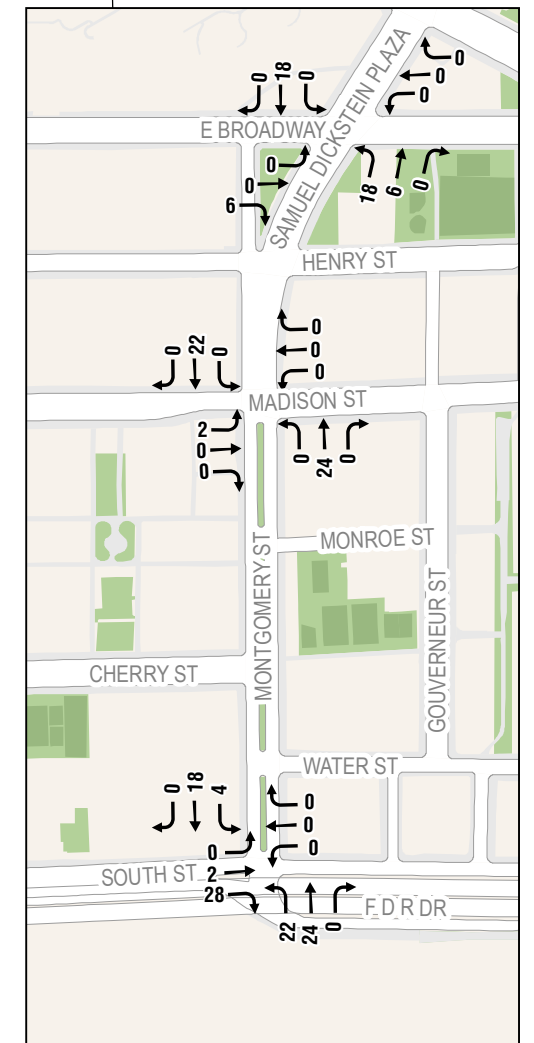 0 18 0
0
0
0
E BROADWAY
SAMUEL DICKSTEIN PLAZA
0
0
6
18 6 0
HENRY ST
0
0
0
0 22 0
MADISON ST
2
0
0
0 24 0
MONROE ST
MONTGOMERY ST
GOUVERNEUR ST
CHERRY ST
WATER ST
0 18 4
0
0
0
0
SOUTH ST
2
28
F D R DR
22 24 0